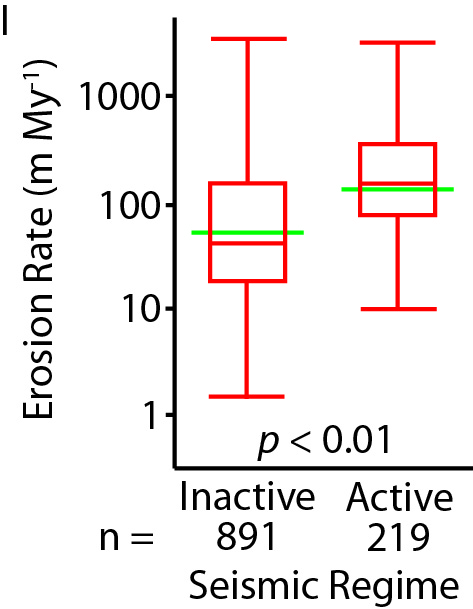 I
Erosion Rate (m My⁻¹)
1000
100
10
1
p < 0.01
Inactive Active
n = 891 219
Seismic Regime